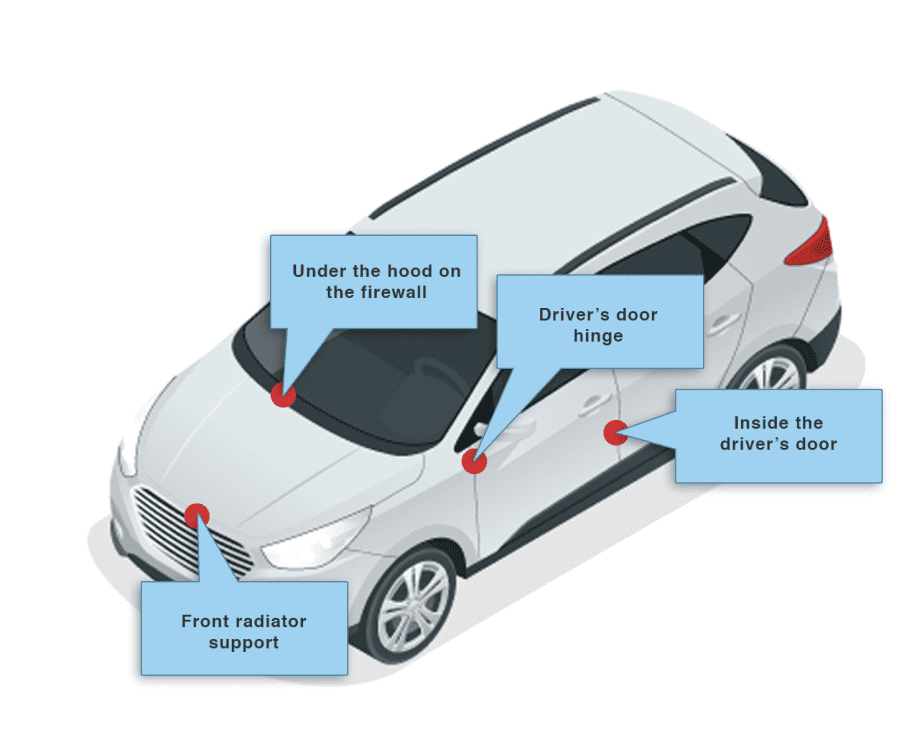 Under the hood on
the firewall
Driver’s door
hinge
Inside the
driver’s door
Front radiator
support